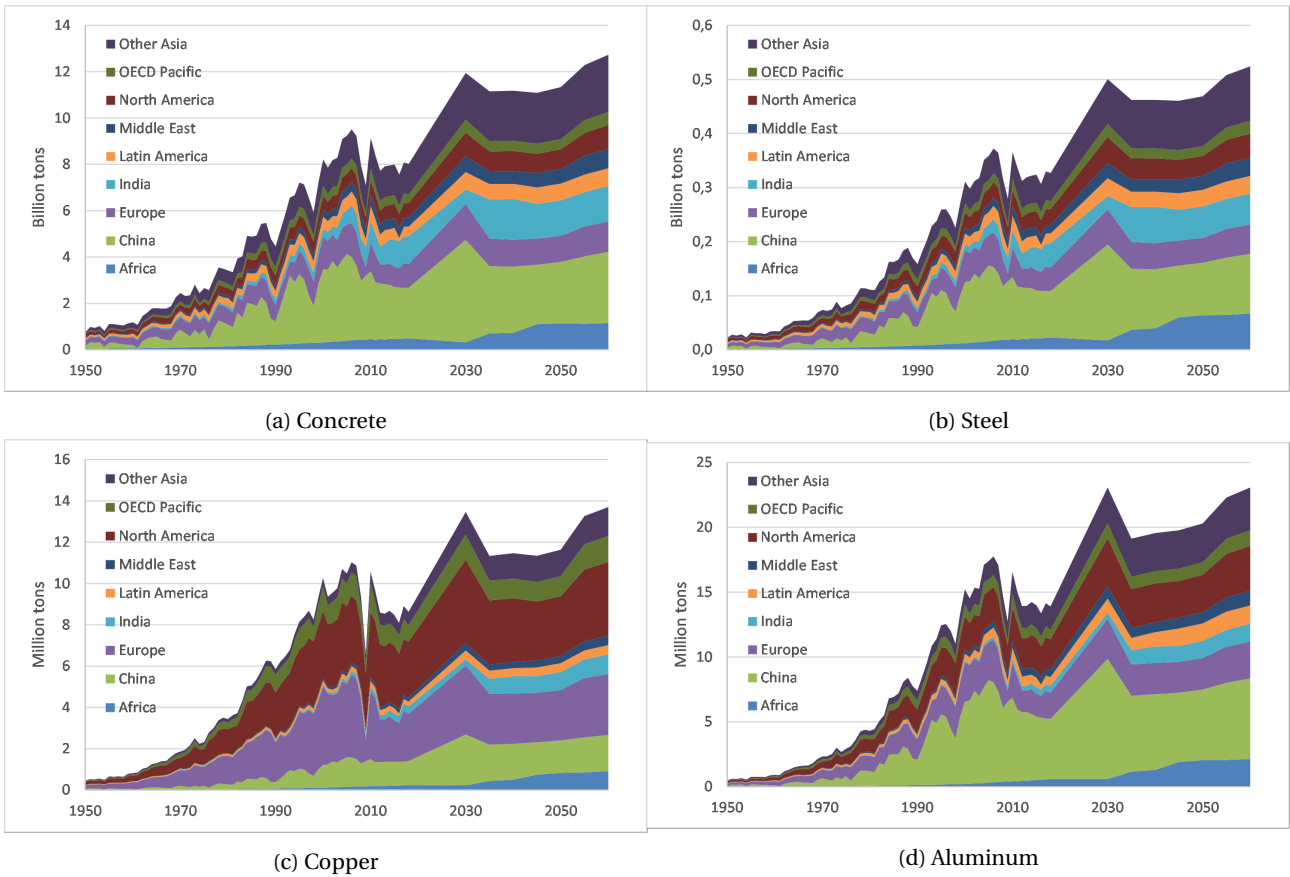 14
12
10
8
6
4
2
0
Billion tons
Other Asia
OECD Pacific
North America
Middle East
Latin America
India
Europe
China
Africa
1950 1970 1990 2010 2030 2050
(a) Concrete
0,6
0,5
0,4
0,3
0,2
0,1
0,0
Billion tons
Other Asia
OECD Pacific
North America
Middle East
Latin America
India
Europe
China
Africa
1950 1970 1990 2010 2030 2050
(b) Steel
16
14
12
10
8
6
4
2
0
Million tons
Other Asia
OECD Pacific
North America
Middle East
Latin America
India
Europe
China
Africa
1950 1970 1990 2010 2030 2050
(c) Copper
25
20
15
10
5
0
Million tons
Other Asia
OECD Pacific
North America
Middle East
Latin America
India
Europe
China
Africa
1950 1970 1990 2010 2030 2050
(d) Aluminum